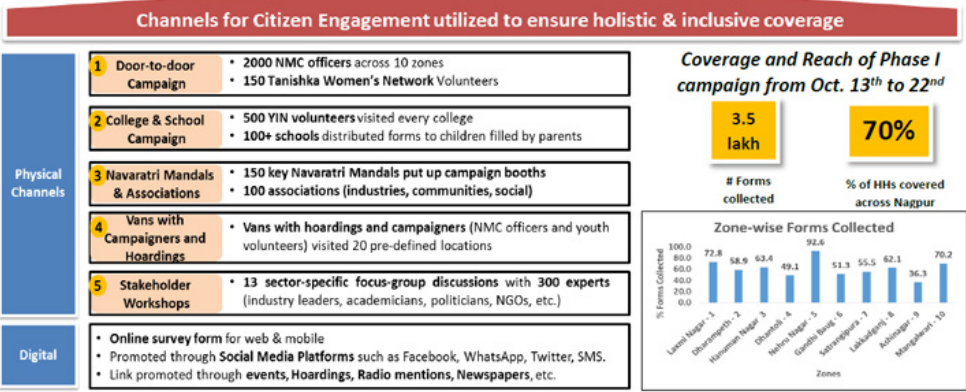 Channels for Citizen Engagement utilized to ensure holistic & inclusive coverage
Physical
Channels
1
Door-to-door
Campaign
• 2000 NMC officers across 10 zones
• 150 Tanishka Women's Network Volunteers
2
College & School
Campaign
• 500 YIN volunteers visited every college
• 100+ schools distributed forms to children filled by parents
3
Navaratri Mandals
& Associations
• 150 key Navaratri Mandals put up campaign booths
• 100 associations (industries, communities, social)
4
Vans with
Campaigners and
Hoardings
• Vans with hoardings and campaigners (NMC officers and youth
volunteers) visited 20 pre-defined locations
5
Stakeholder
Workshops
• 13 sector-specific focus-group discussions with 300 experts
(industry leaders, academicians, politicians, NGOs, etc.)
Digital
• Online survey form for web & mobile
• Promoted through Social Media Platforms such as Facebook, WhatsApp, Twitter, SMS.
• Link promoted through events, Hoardings, Radio mentions, Newspapers, etc.
Coverage and Reach of Phase I
campaign from Oct. 13th to 22nd
3.5
lakh
# Forms
collected
70%
% of HHs covered
across Nagpur
Zone-wise Forms Collected
% Forms Collected
100.0
80.0
60.0
40.0
20.0
0.0
72.8
58.9
63.4
49.1
92.6
51.3
55.5
62.1
36.3
70.2
Laxmi Nagar - 1
Dharampeth - 2
Hanuman Nagar 3
Dhantoli - 4
Nehru Nagar - 5
Gandhi Baug - 6
Satrangipura - 7
Lakkadganj - 8
Ashinagar - 9
Mangalwari - 10
Zones